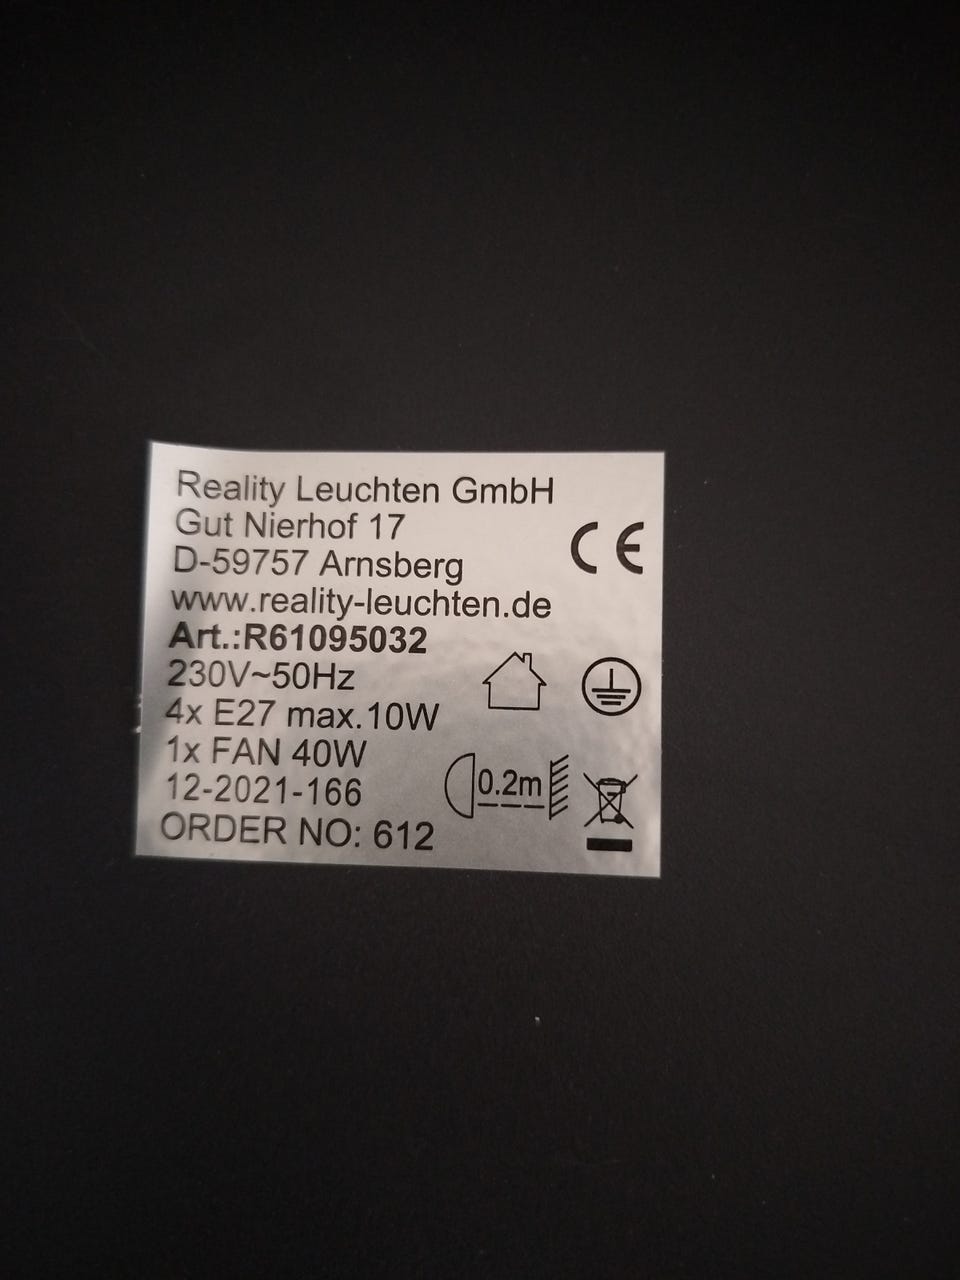 Reality Leuchten GmbH
Gut Nierhof 17
D-59757 Arnsberg
www.reality-leuchten.de
Art.:R61095032
230V~50Hz
4x E27 max.10W
1x FAN 40W
12-2021-166
ORDER NO: 612
CE
0.2m